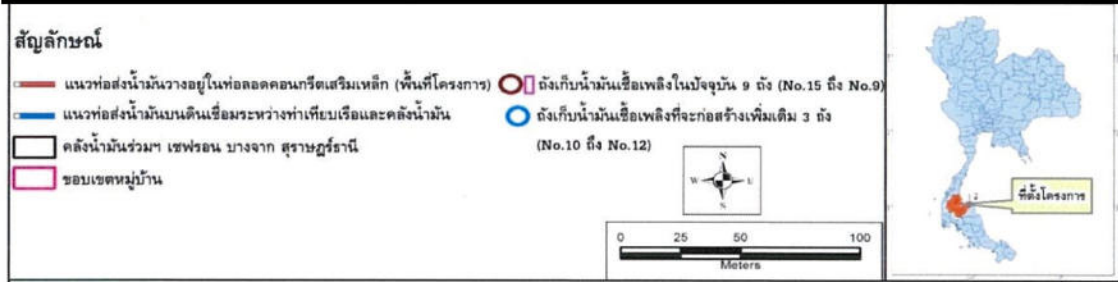 สัญลักษณ์
แนวท่อส่งน้ำมันวางอยู่ในท่อลอดคอนกรีตเสริมเหล็ก (พื้นที่โครงการ)
แนวท่อส่งน้ำมันบนดินเชื่อมระหว่างท่าเทียบเรือและคลังน้ำมัน
คลังน้ำมันร่วมฯ เชฟรอน บางจาก สุราษฎร์ธานี
ขอบเขตหมู่บ้าน
ถังเก็บน้ำมันเชื้อเพลิงในปัจจุบัน 9 ถัง (No.15 ถึง No.9)
ถังเก็บน้ำมันเชื้อเพลิงที่จะก่อสร้างเพิ่มเติม 3 ถัง
(No.10 ถึง No.12)
N
W
S
0 25 50 100
Meters
ที่ตั้งโครงการ